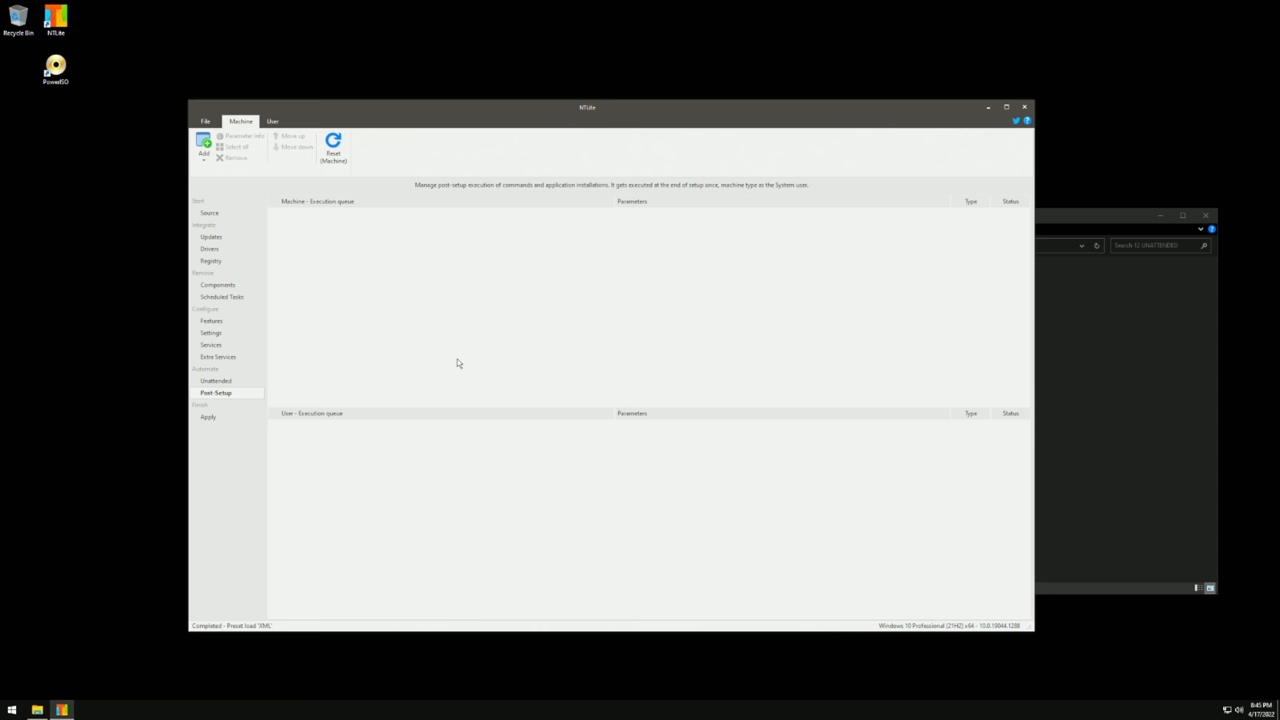 Recycle Bin
NTLite
PowerISO
NTLite
File
Machine
User
Add
Parameter info
Select all
Remove
Move up
Move down
Reset
(Machine)
Manage post-setup execution of commands and application installations. It gets executed at the end of setup once, machine type as the System user.
Start
Source
Integrate
Updates
Drivers
Registry
Remove
Components
Scheduled Tasks
Configure
Features
Settings
Services
Extra Services
Automate
Unattended
Post-Setup
Finish
Apply
Machine - Execution queue
Parameters
Type
Status
User - Execution queue
Parameters
Type
Status
Search 12 UNATTENDED
Completed - Preset load 'XML'
Windows 10 Professional (21H2) x64 - 10.0.19044.1288
8:45 PM
4/17/2022